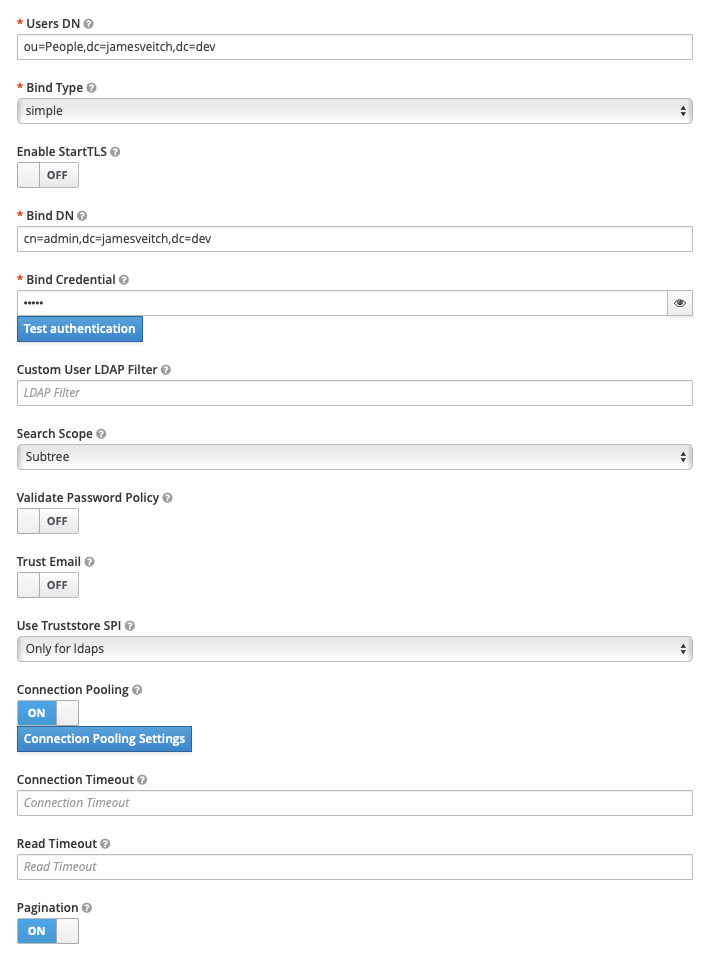 * Users DN
ou=People,dc=jamesveitch,dc=dev
* Bind Type
simple
Enable StartTLS
OFF
* Bind DN
cn=admin,dc=jamesveitch,dc=dev
* Bind Credential
•••••
Test authentication
Custom User LDAP Filter
LDAP Filter
Search Scope
Subtree
Validate Password Policy
OFF
Trust Email
OFF
Use Truststore SPI
Only for ldaps
Connection Pooling
ON
Connection Pooling Settings
Connection Timeout
Connection Timeout
Read Timeout
Read Timeout
Pagination
ON